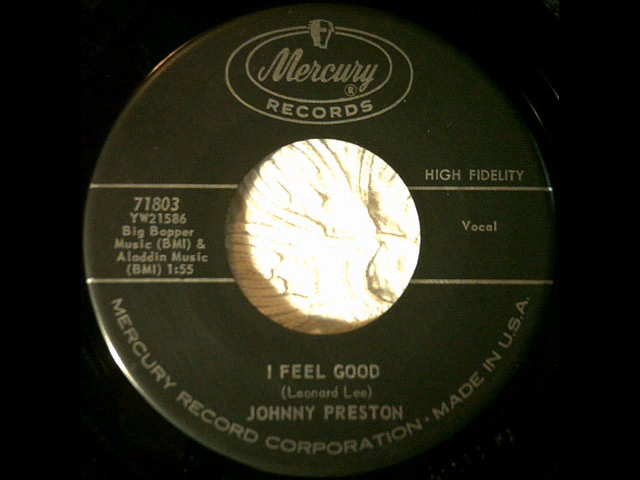 Mercury
®
RECORDS
HIGH FIDELITY
71803
YW21586
Big Bopper
Music (BMI) &
Aladdin Music
(BMI) 1:55
Vocal
I FEEL GOOD
(Leonard Lee)
JOHNNY PRESTON
MERCURY RECORD CORPORATION · MADE IN U.S.A.